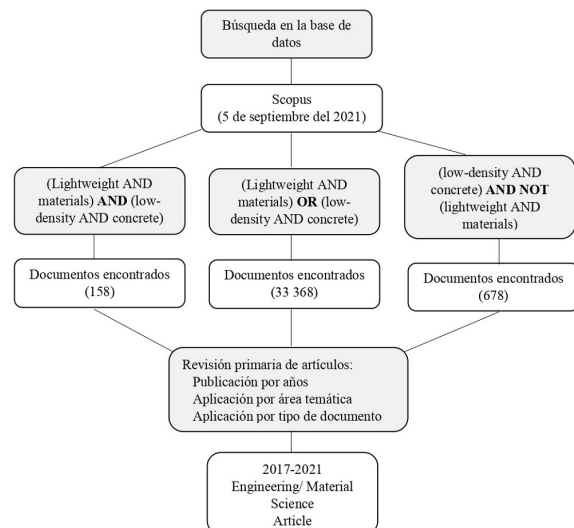 Búsqueda en la base de
datos
Scopus
(5 de septiembre del 2021)
(Lightweight AND
materials) AND (low-
density AND concrete)
(Lightweight AND
materials) OR (low-
density AND concrete)
(low-density AND
concrete) AND NOT
(lightweight AND
materials)
Documentos encontrados
(158)
Documentos encontrados
(33 368)
Documentos encontrados
(678)
Revisión primaria de artículos:
Publicación por años
Aplicación por área temática
Aplicación por tipo de documento
2017-2021
Engineering/ Material
Science
Article